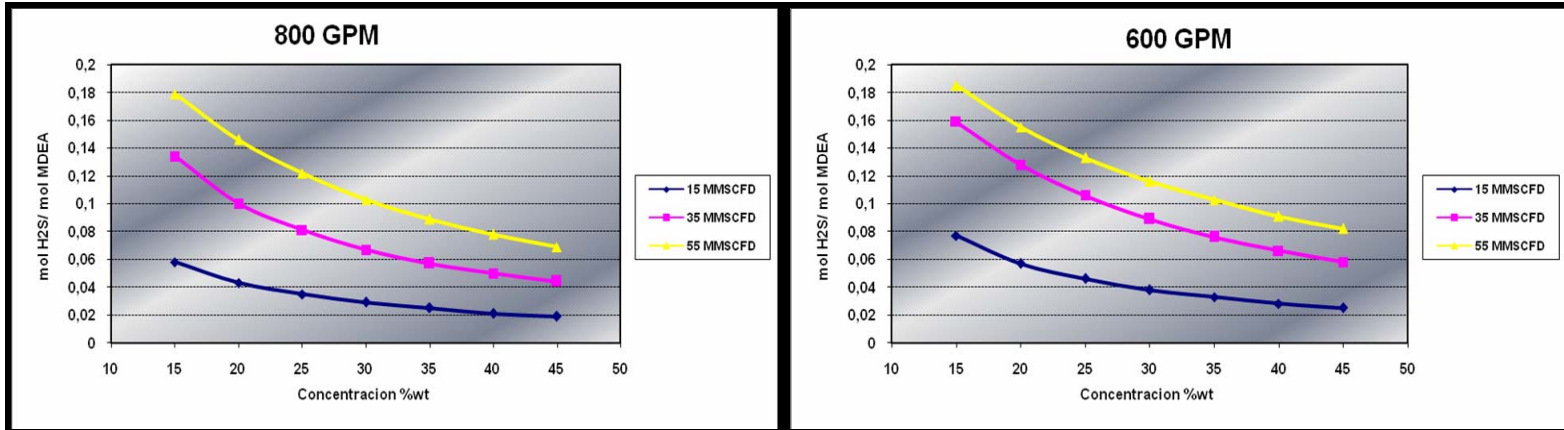 800 GPM
0,2
0,18
0,16
0,14
0,12
0,1
0,08
0,06
0,04
0,02
0
mol H2S/ mol MDEA
10 15 20 25 30 35 40 45 50
Concentracion %wt
15 MMSCFD
35 MMSCFD
55 MMSCFD
600 GPM
0,2
0,18
0,16
0,14
0,12
0,1
0,08
0,06
0,04
0,02
0
mol H2S/ mol MDEA
10 15 20 25 30 35 40 45 50
Concentracion %wt
15 MMSCFD
35 MMSCFD
55 MMSCFD